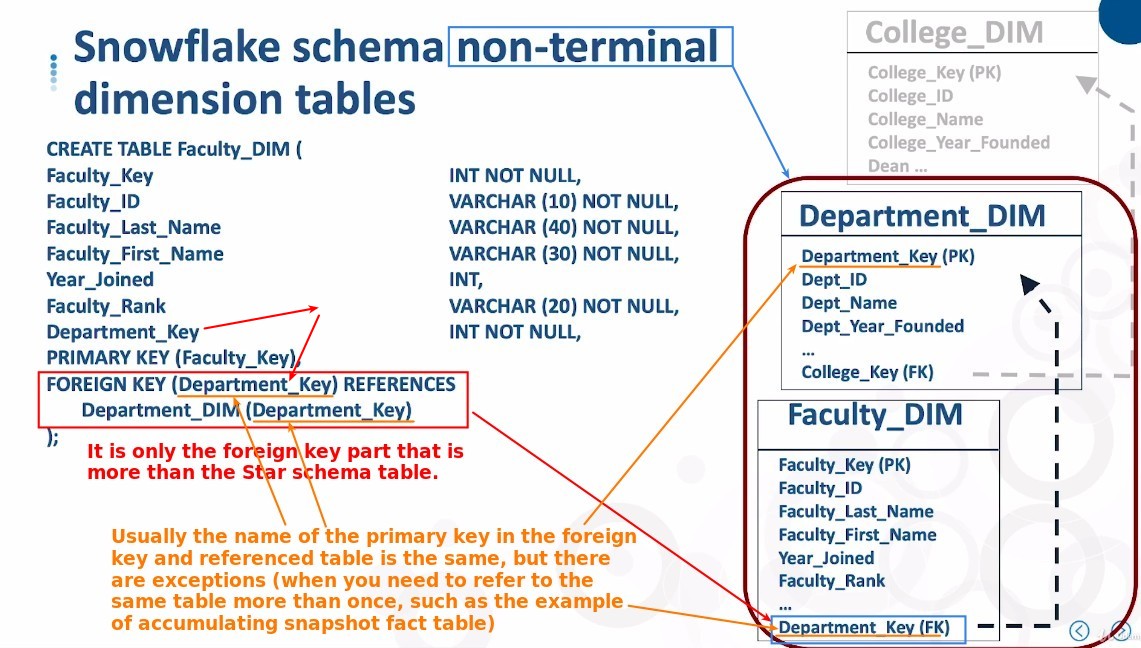 Snowflake schema non-terminal
dimension tables
CREATE TABLE Faculty_DIM (
Faculty_Key INT NOT NULL,
Faculty_ID VARCHAR (10) NOT NULL,
Faculty_Last_Name VARCHAR (40) NOT NULL,
Faculty_First_Name VARCHAR (30) NOT NULL,
Year_Joined INT,
Faculty_Rank VARCHAR (20) NOT NULL,
Department_Key INT NOT NULL,
PRIMARY KEY (Faculty_Key),
FOREIGN KEY (Department_Key) REFERENCES
Department_DIM (Department_Key)
);
It is only the foreign key part that is
more than the Star schema table.
Usually the name of the primary key in the foreign
key and referenced table is the same, but there
are exceptions (when you need to refer to the
same table more than once, such as the example
of accumulating snapshot fact table)
College_DIM
College_Key (PK)
College_ID
College_Name
College_Year_Founded
Dean ...
Department_DIM
Department_Key (PK)
Dept_ID
Dept_Name
Dept_Year_Founded
...
College_Key (FK)
Faculty_DIM
Faculty_Key (PK)
Faculty_ID
Faculty_Last_Name
Faculty_First_Name
Year_Joined
Faculty_Rank
...
Department_Key (FK)